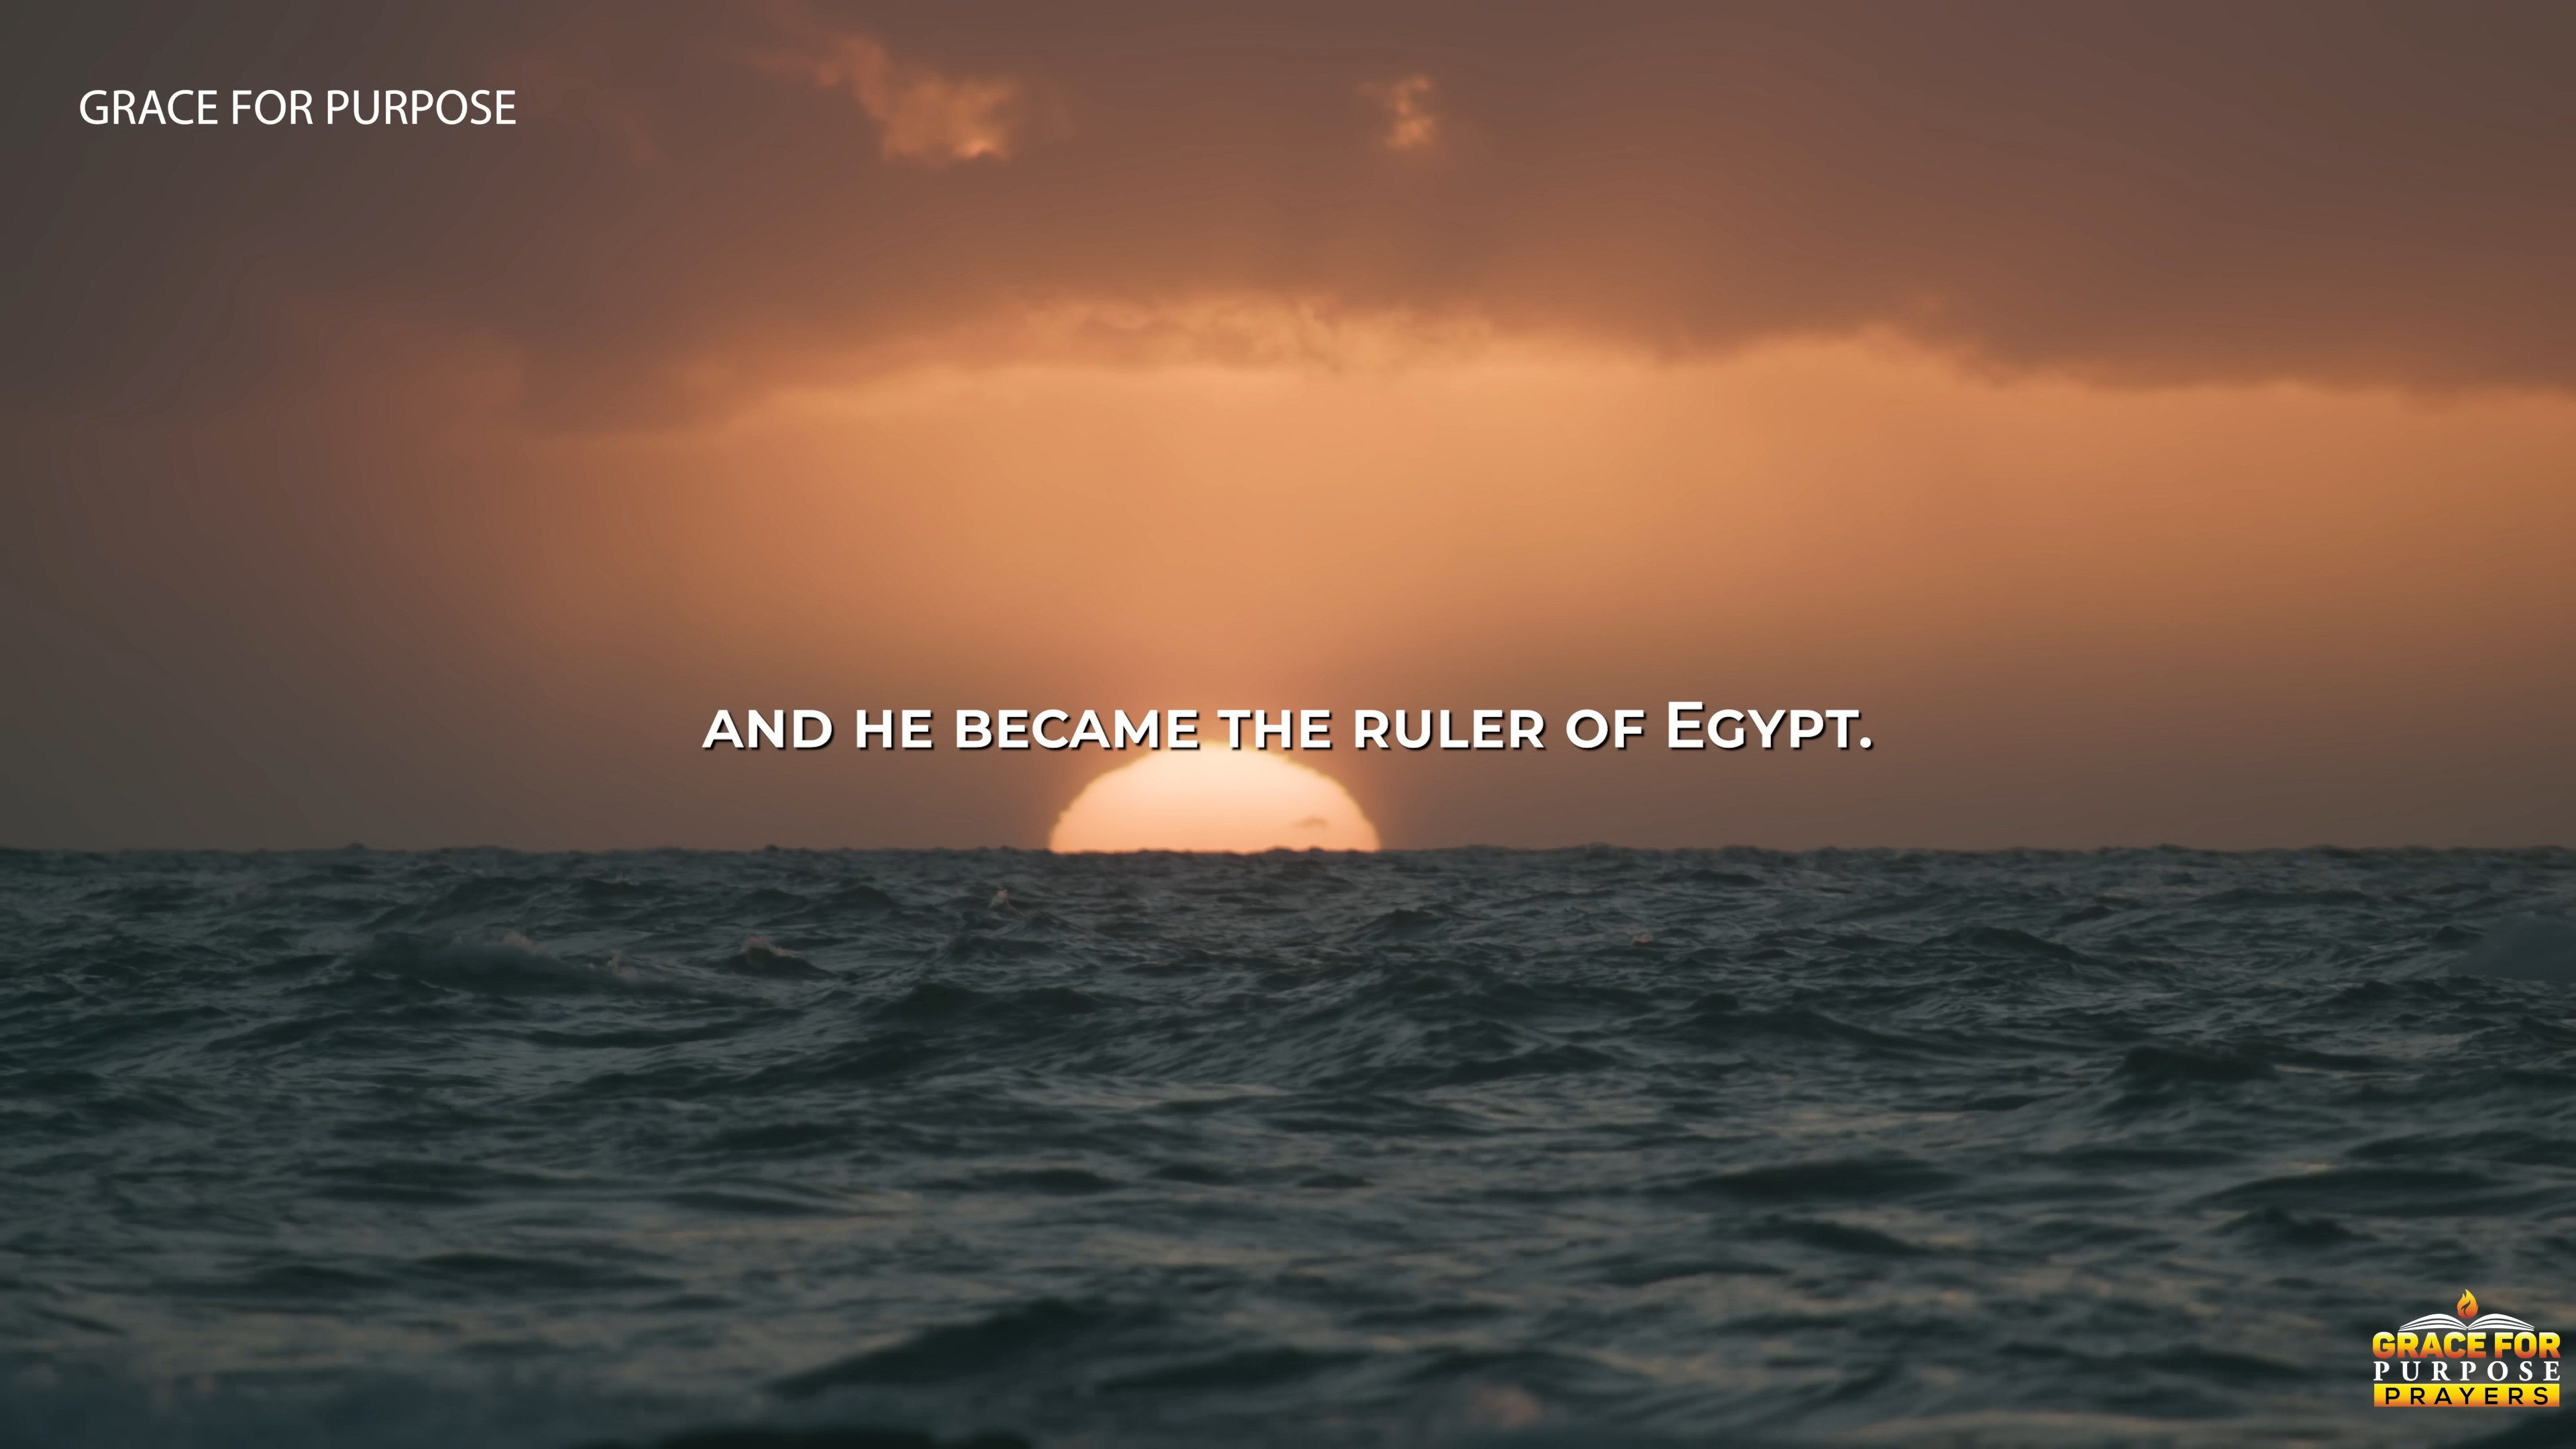 GRACE FOR PURPOSE
AND HE BECAME THE RULER OF EGYPT.
GRACE FOR
PURPOSE
PRAYERS